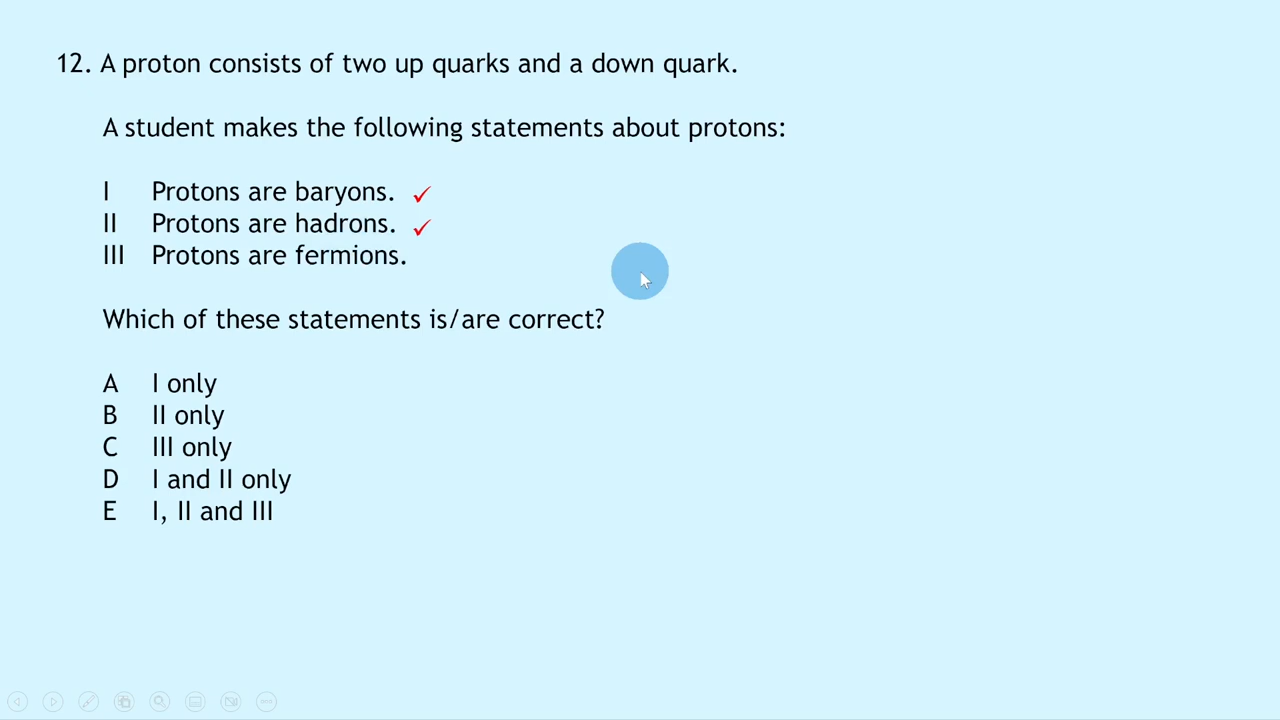 12. A proton consists of two up quarks and a down quark.
A student makes the following statements about protons:
I Protons are baryons. ✓
II Protons are hadrons. ✓
III Protons are fermions.
Which of these statements is/are correct?
A I only
B II only
C III only
D I and II only
E I, II and III